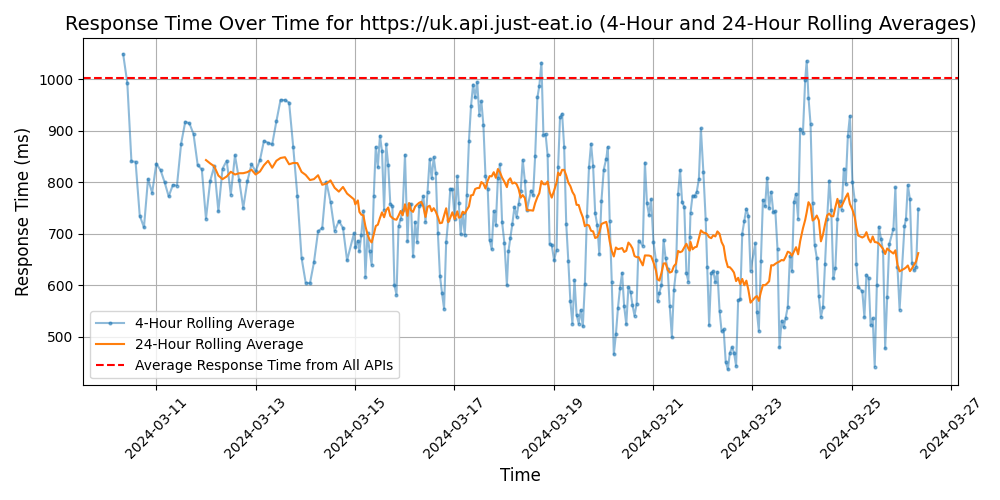 Response Time Over Time for https://uk.api.just-eat.io (4-Hour and 24-Hour Rolling Averages)
Response Time (ms)
1000
900
800
700
600
500
4-Hour Rolling Average
24-Hour Rolling Average
Average Response Time from All APIs
2024-03-11
2024-03-13
2024-03-15
2024-03-17
2024-03-19
2024-03-21
2024-03-23
2024-03-25
2024-03-27
Time